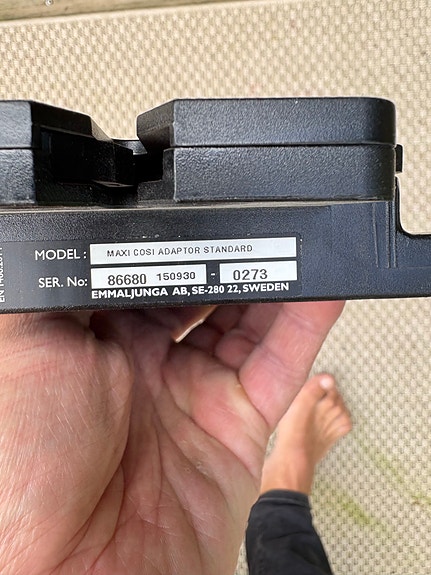 MODEL : MAXI COSI ADAPTOR STANDARD
SER. No: 86680 150930 - 0273
EMMALJUNGA AB, SE-280 22, SWEDEN